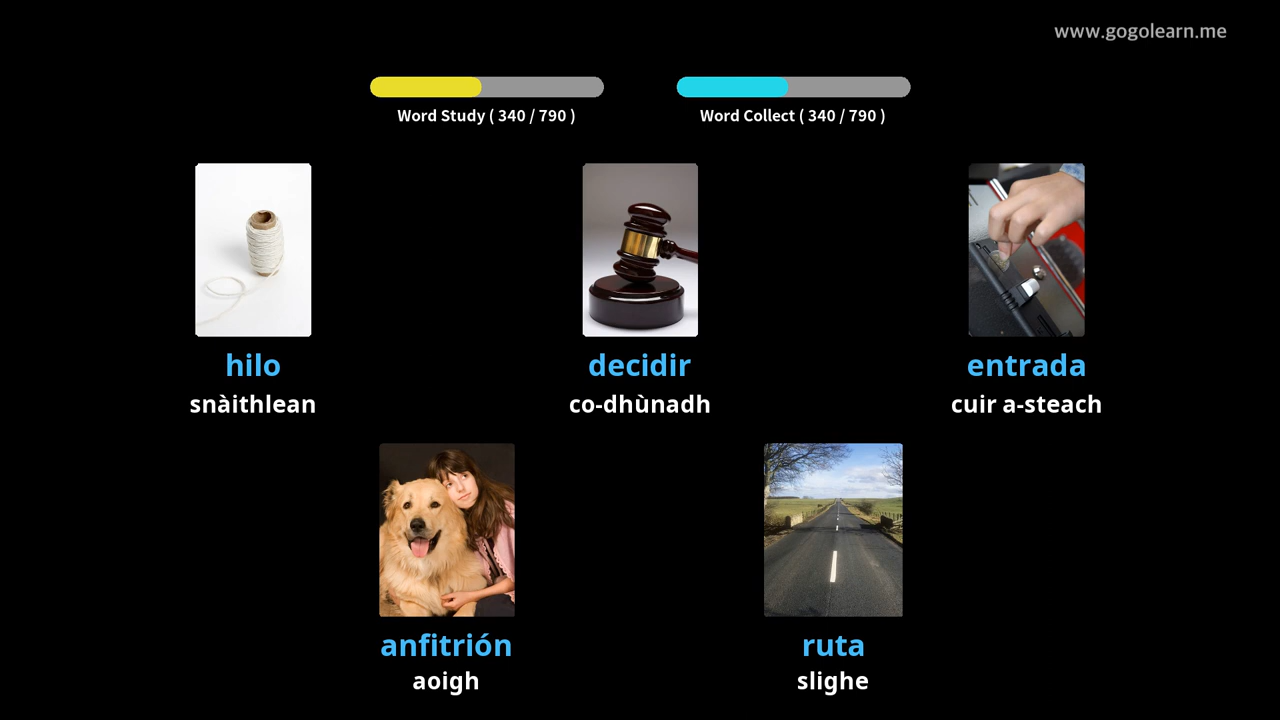 www.gogolearn.me
Word Study ( 340 / 790 )
Word Collect ( 340 / 790 )
hilo
snàithlean
decidir
co-dhùnadh
entrada
cuir a-steach
anfitrión
aoigh
ruta
slighe